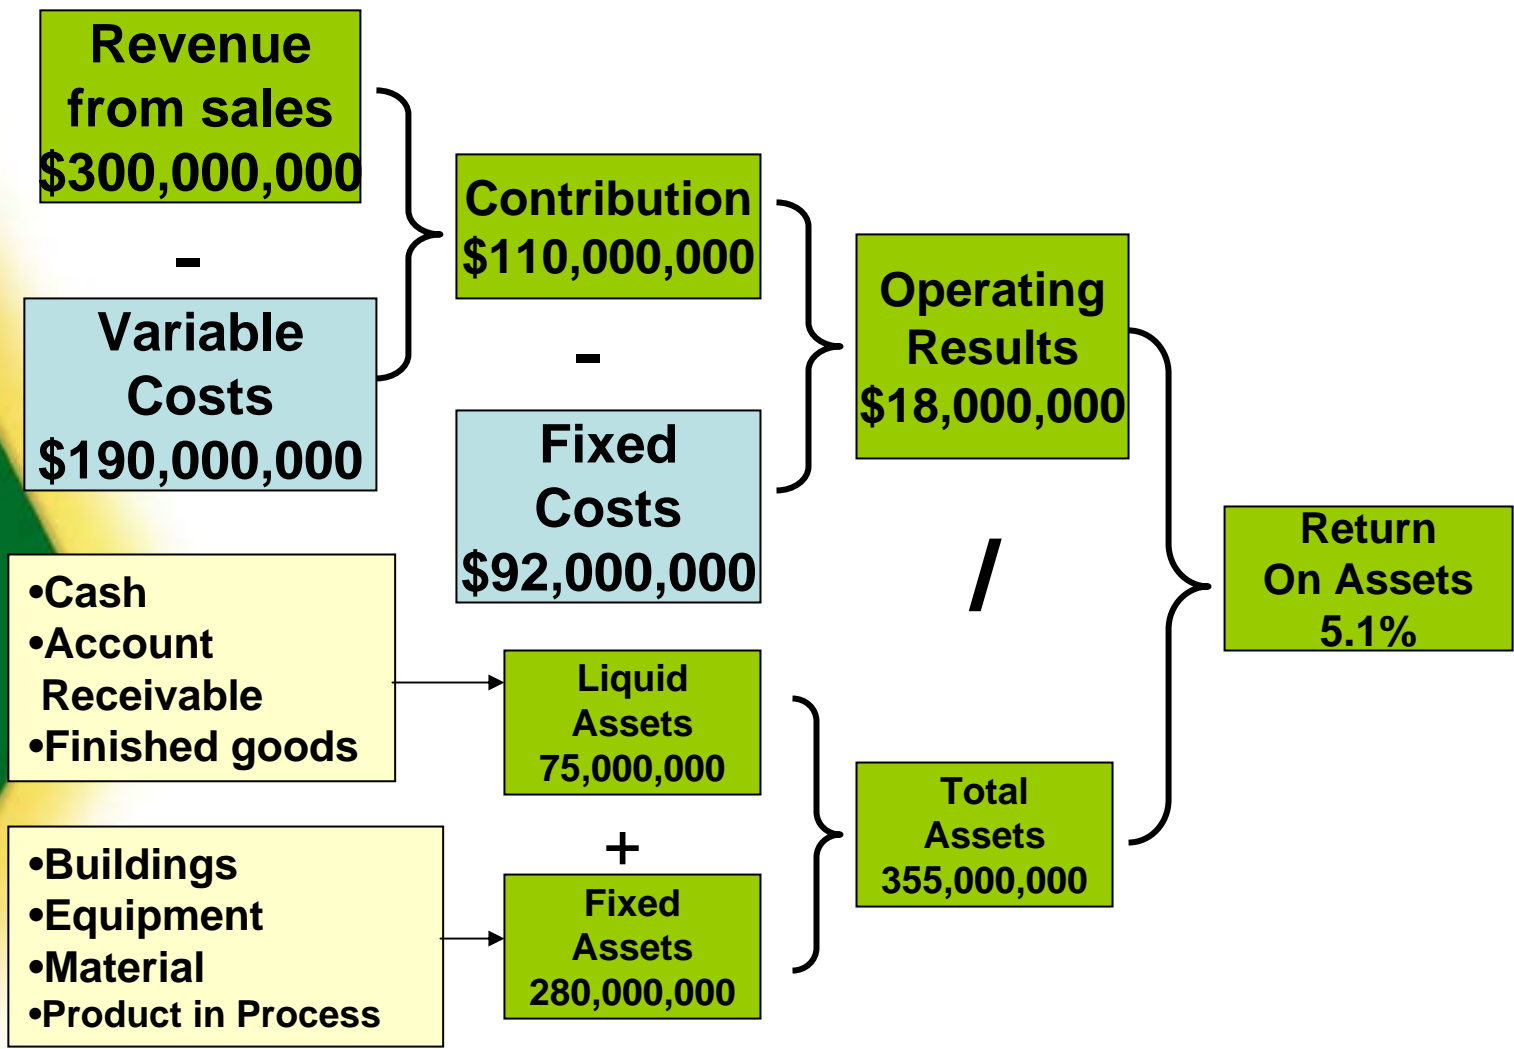 Revenue
from sales
$300,000,000
-
Variable
Costs
$190,000,000
Contribution
$110,000,000
-
Fixed
Costs
$92,000,000
Operating
Results
$18,000,000
/
Return
On Assets
5.1%
•Cash
•Account
Receivable
•Finished goods
Liquid
Assets
75,000,000
+
•Buildings
•Equipment
•Material
•Product in Process
Fixed
Assets
280,000,000
Total
Assets
355,000,000